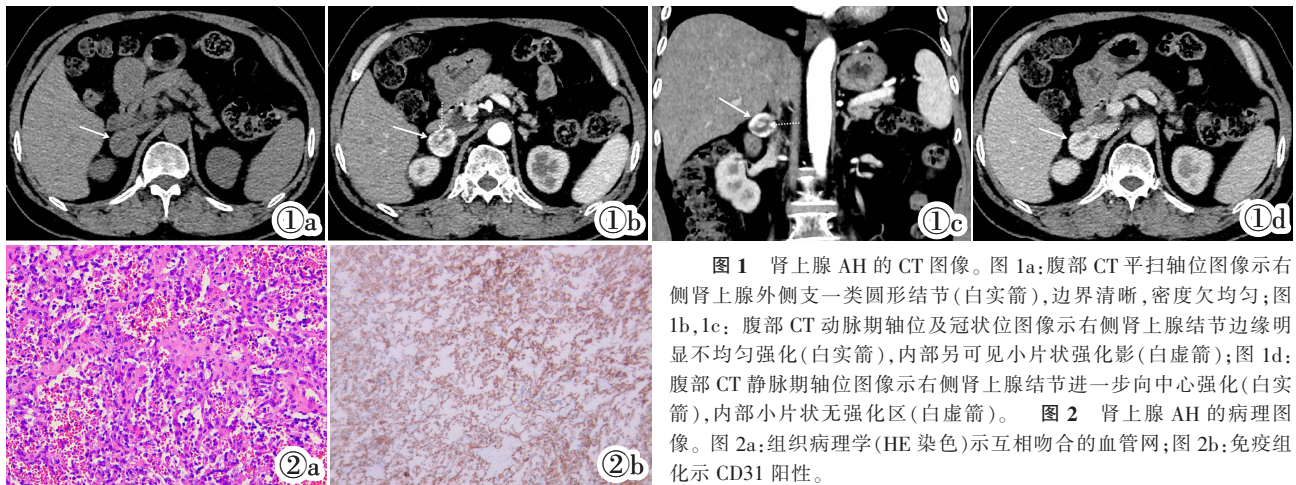 ①a
①b
①c
①d
②a
②b
图 1 肾上腺 AH 的 CT 图像。图 1a:腹部 CT 平扫轴位图像示右
侧肾上腺外侧支一类圆形结节(白实箭),边界清晰,密度欠均匀;图
1b,1c: 腹部 CT 动脉期轴位及冠状位图像示右侧肾上腺结节边缘明
显不均匀强化(白实箭),内部另可见小片状强化影(白虚箭);图 1d:
腹部 CT 静脉期轴位图像示右侧肾上腺结节进一步向中心强化(白实
箭),内部小片状无强化区(白虚箭)。 图 2 肾上腺 AH 的病理图
像。图 2a:组织病理学(HE 染色)示互相吻合的血管网;图 2b:免疫组
化示 CD31 阳性。